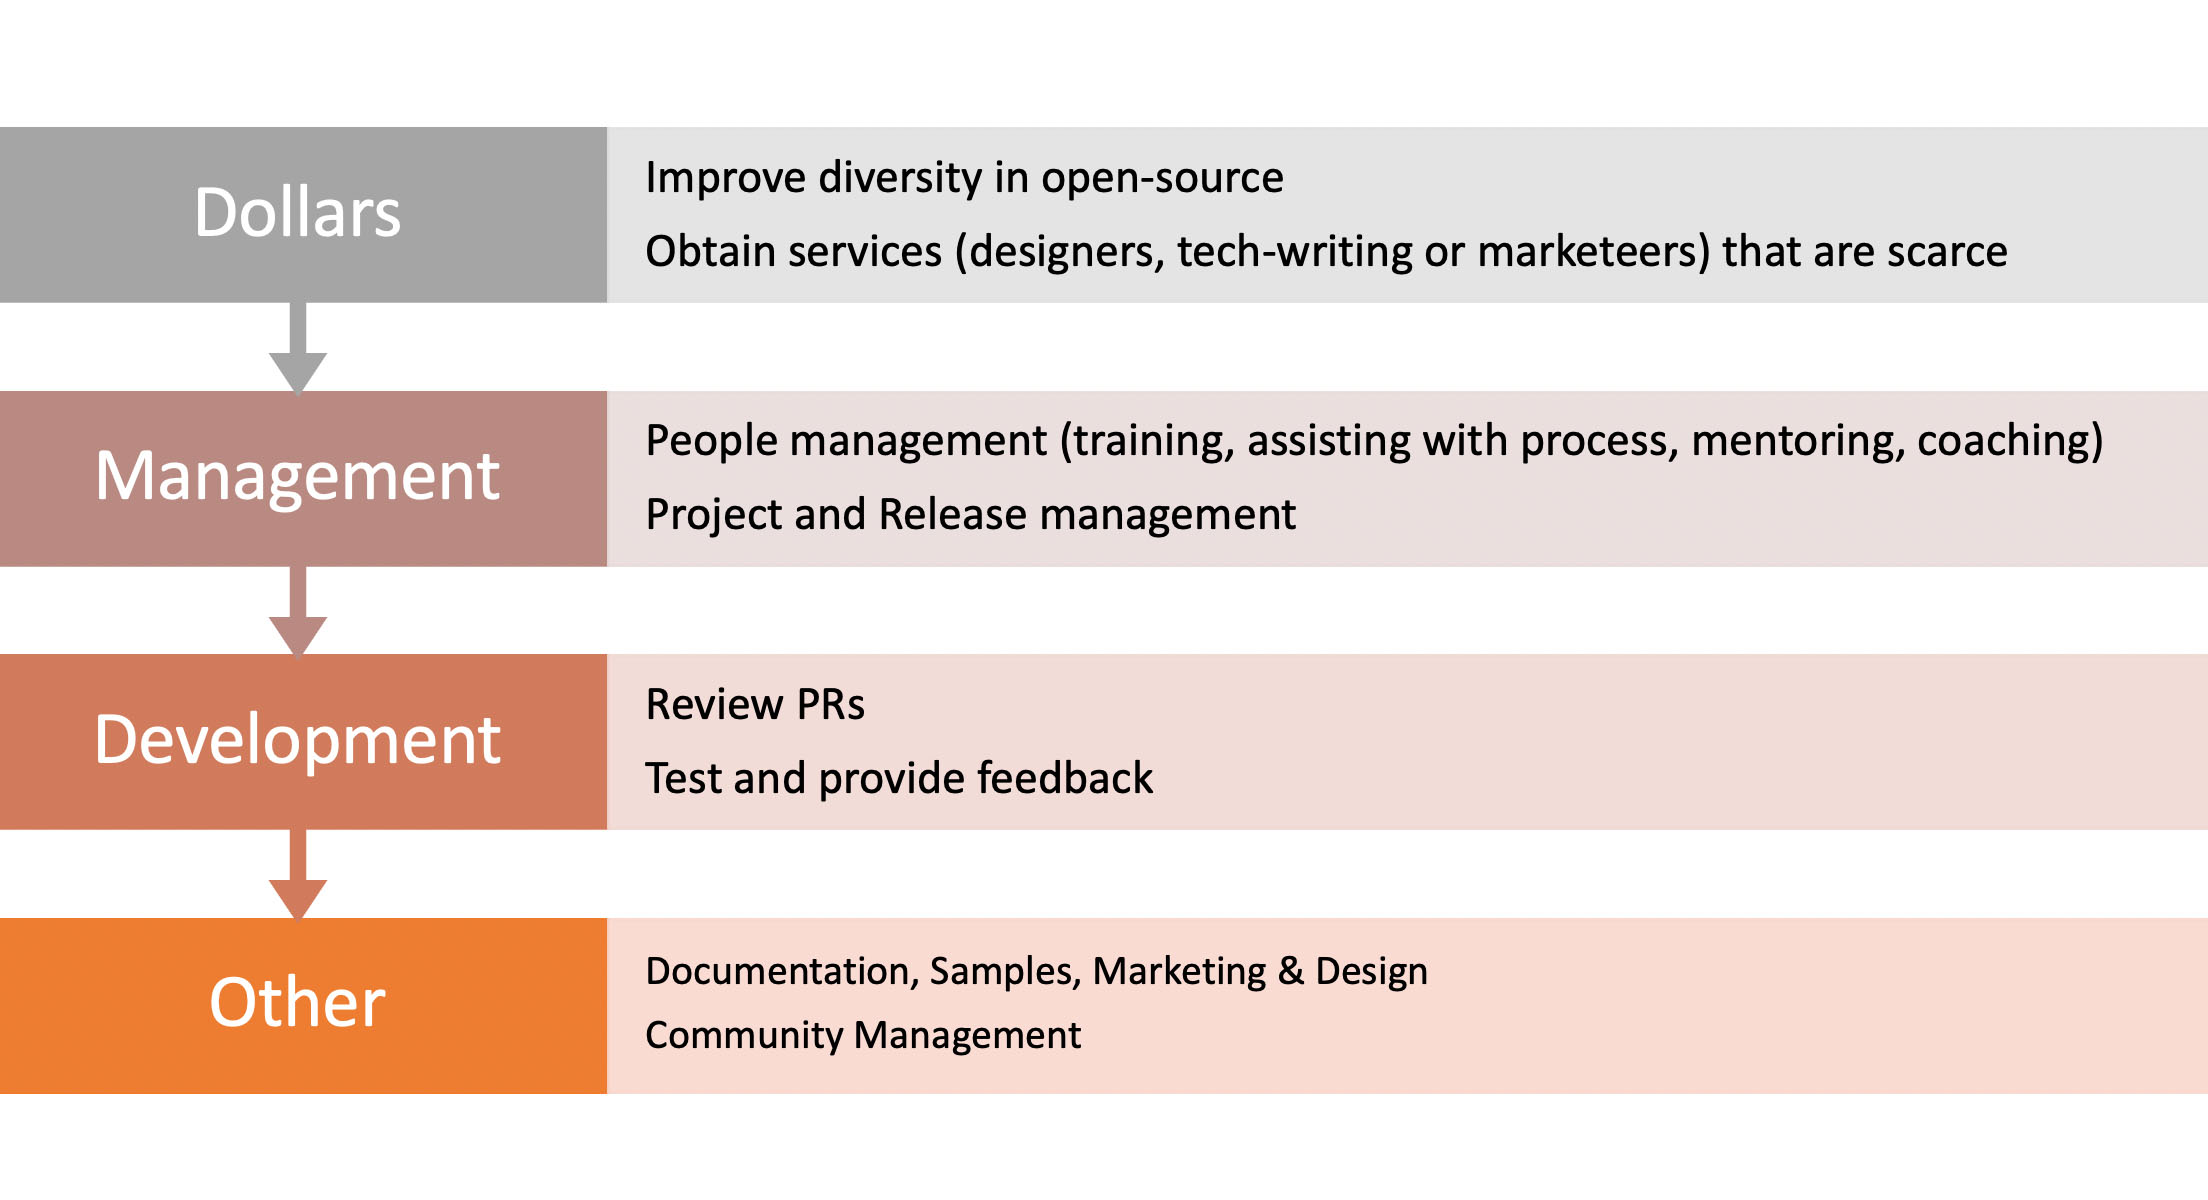 Dollars
Improve diversity in open-source
Obtain services (designers, tech-writing or marketeers) that are scarce
Management
People management (training, assisting with process, mentoring, coaching)
Project and Release management
Development
Review PRs
Test and provide feedback
Other
Documentation, Samples, Marketing & Design
Community Management